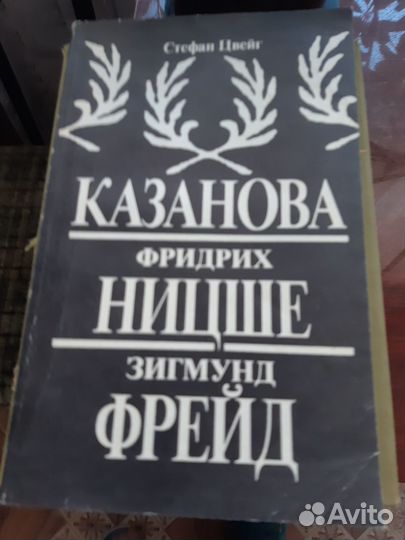 Стефан Цвейг
КАЗАНОВА
ФРИДРИХ
НИЦШЕ
ЗИГМУНД
ФРЕЙД
Avito